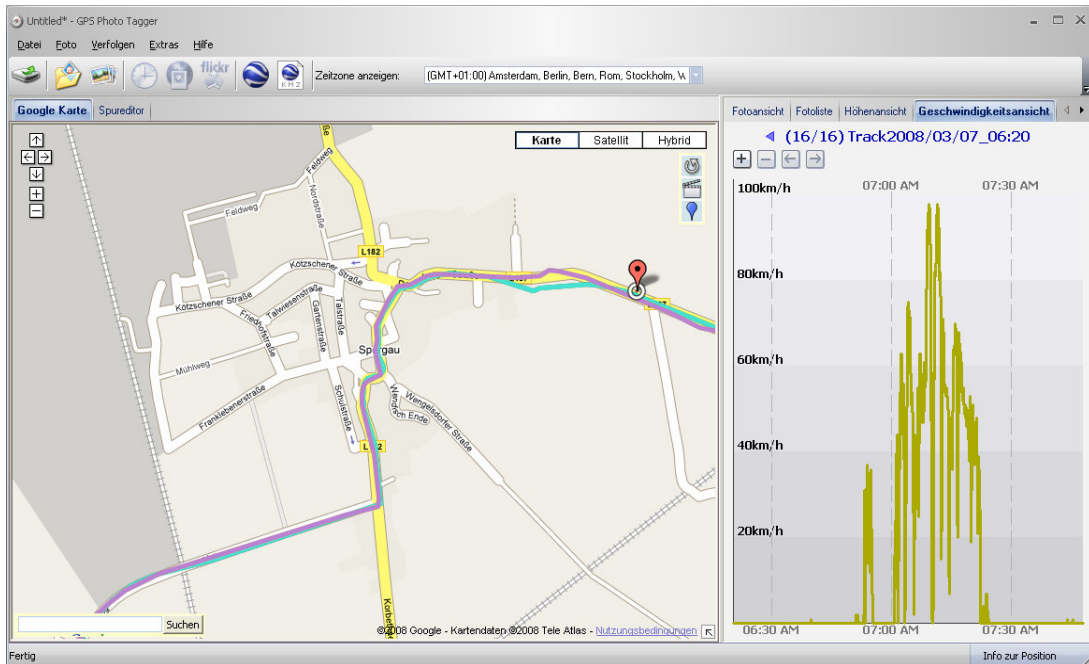 Untitled* - GPS Photo Tagger
Datei Foto Verfolgen Extras Hilfe
flickr
KMZ
Zeitzone anzeigen:
(GMT+01:00) Amsterdam, Berlin, Bern, Rom, Stockholm,
Google Karte Spureditor
Fotoansicht Fotoliste Höhenansicht Geschwindigkeitsansicht
(16/16) Track2008/03/07_06:20
Karte Satellit Hybrid
100km/h
07:00 AM 07:30 AM
80km/h
60km/h
40km/h
20km/h
06:30 AM 07:00 AM 07:30 AM
Feldweg
Feldweg
Nordstraße
L182
Kötzschener Straße
Kötzschener Straße
Talwiesenstraße
Friedhofstraße
Gartenstraße
Talstraße
Spergau
Mühlweg
Franklebenerstraße
Schulstraße
Wendisch Ende
Wengelsdorfer Straße
Suchen
©2008 Google - Kartendaten ©2008 Tele Atlas - Nutzungsbedingungen
Fertig
Info zur Position